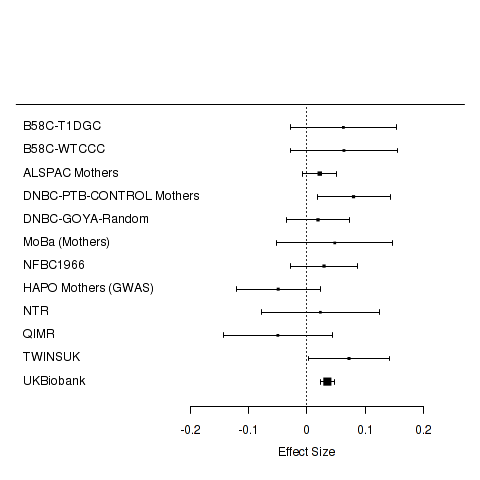 B58C-T1DGC
B58C-WTCCC
ALSPAC Mothers
DNBC-PTB-CONTROL Mothers
DNBC-GOYA-Random
MoBa (Mothers)
NFBC1966
HAPO Mothers (GWAS)
NTR
QIMR
TWINSUK
UKBiobank
-0.2 -0.1 0 0.1 0.2
Effect Size